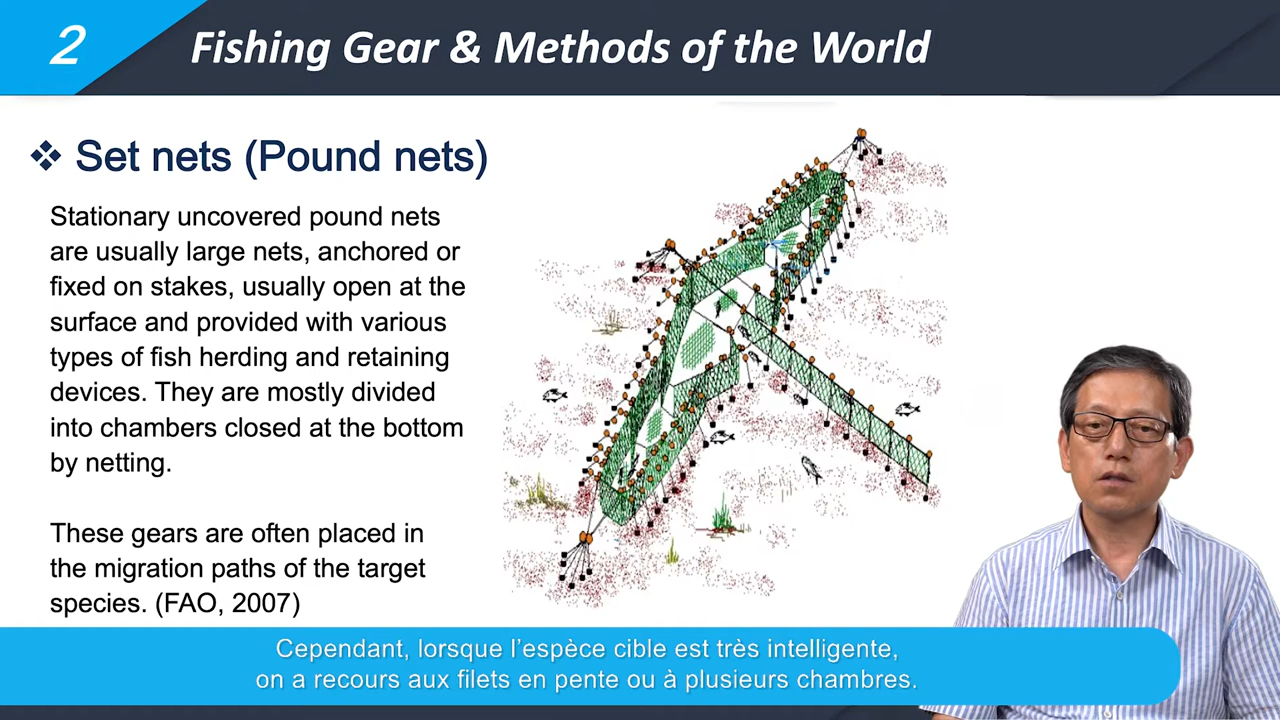 2
Fishing Gear & Methods of the World
❖ Set nets (Pound nets)
Stationary uncovered pound nets
are usually large nets, anchored or
fixed on stakes, usually open at the
surface and provided with various
types of fish herding and retaining
devices. They are mostly divided
into chambers closed at the bottom
by netting.
These gears are often placed in
the migration paths of the target
species. (FAO, 2007)
Cependant, lorsque l’espèce cible est très intelligente,
on a recours aux filets en pente ou à plusieurs chambres.